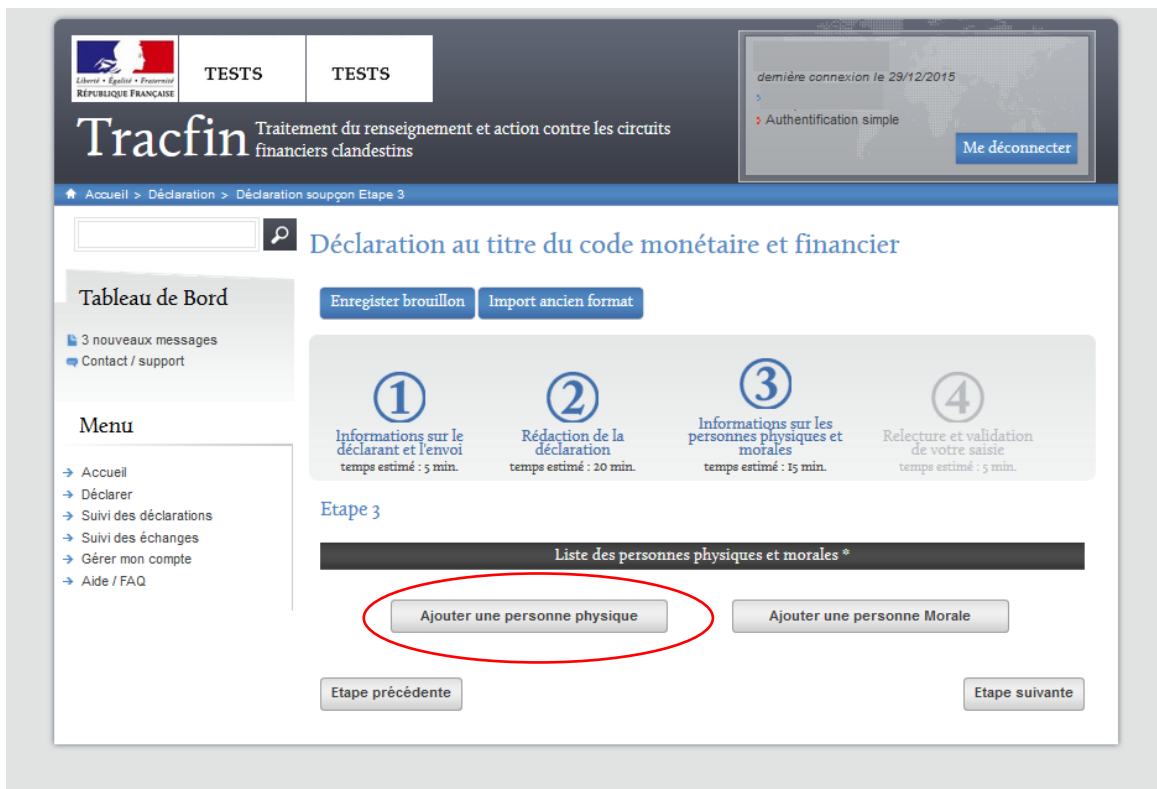 Liberté • Égalité • Fraternité
RÉPUBLIQUE FRANÇAISE
TESTS
TESTS
Tracfin
Traitement du renseignement et action contre les circuits
financiers clandestins
dernière connexion le 29/12/2015
Authentification simple
Me déconnecter
Accueil > Déclaration > Déclaration soupçon Etape 3
Déclaration au titre du code monétaire et financier
Tableau de Bord
3 nouveaux messages
Contact / support
Menu
Accueil
Déclarer
Suivi des déclarations
Suivi des échanges
Gérer mon compte
Aide / FAQ
Enregister brouillon
Import ancien format
1
Informations sur le
déclarant et l'envoi
temps estimé : 5 min.
2
Rédaction de la
déclaration
temps estimé : 20 min.
3
Informations sur les
personnes physiques et
morales
temps estimé : 15 min.
4
Relecture et validation
de votre saisie
temps estimé : 5 min.
Etape 3
Liste des personnes physiques et morales *
Ajouter une personne physique
Ajouter une personne Morale
Etape précédente
Etape suivante